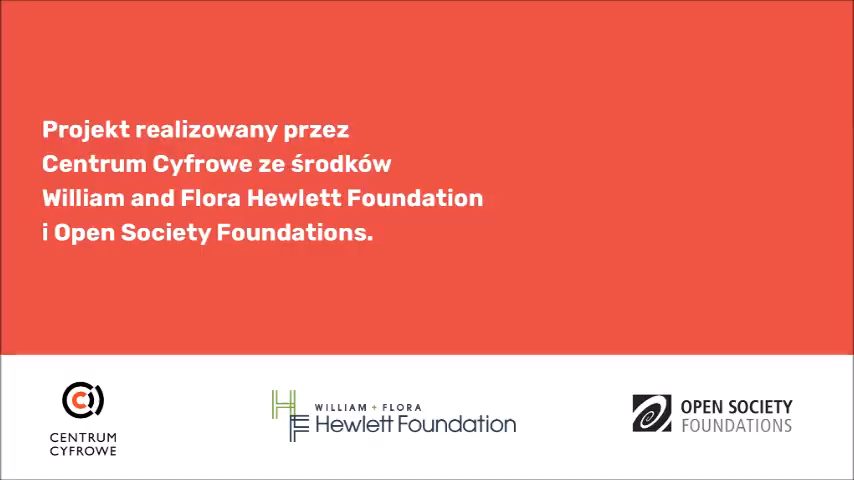 Projekt realizowany przez
Centrum Cyfrowe ze środków
William and Flora Hewlett Foundation
i Open Society Foundations.
CENTRUM
CYFROWE
WILLIAM + FLORA
Hewlett Foundation
OPEN SOCIETY
FOUNDATIONS